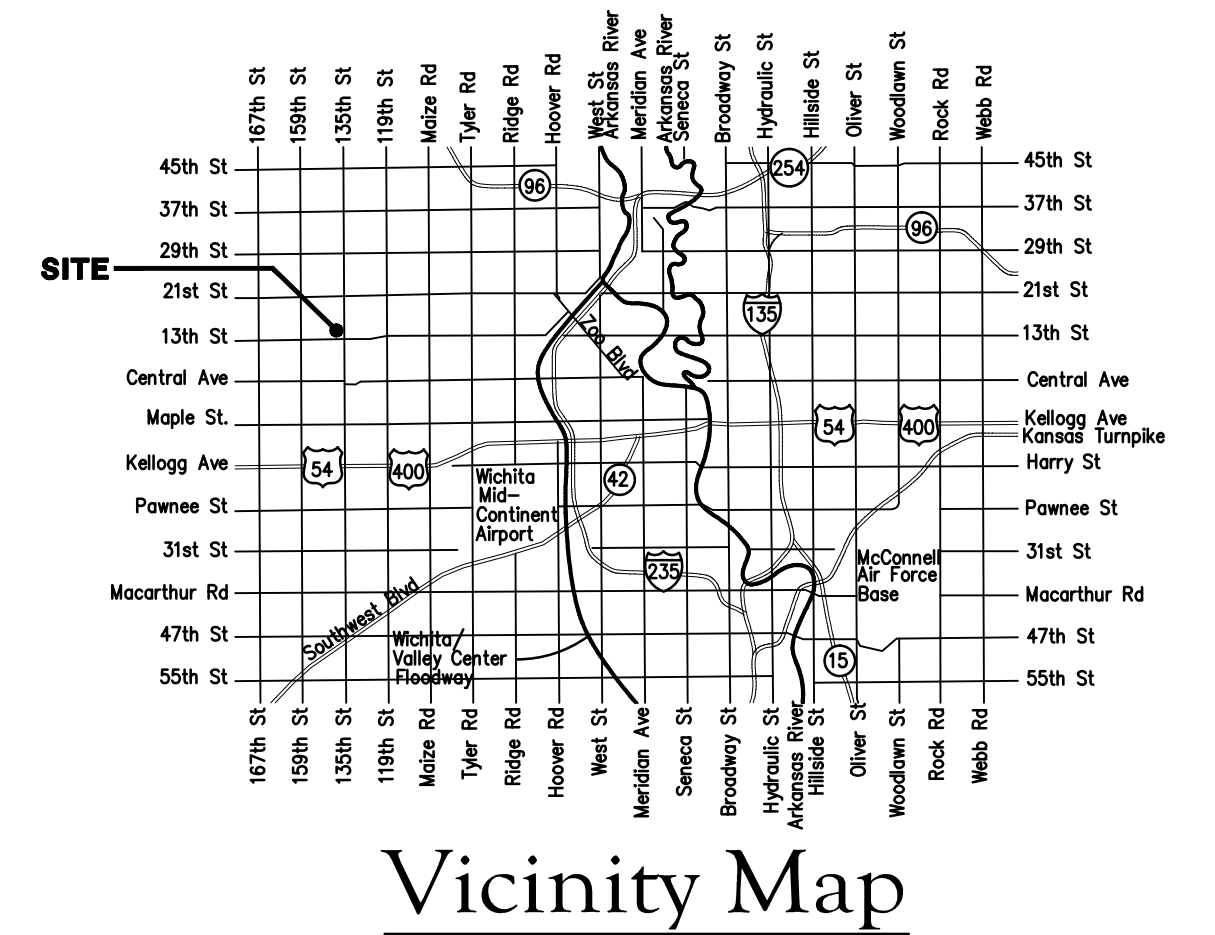 167th St
159th St
135th St
119th St
Maize Rd
Tyler Rd
Ridge Rd
Hoover Rd
West St
Arkansas River
Meridian Ave
Arkansas River
Seneca St
Broadway St
Hydraulic St
Hillside St
Oliver St
Woodlawn St
Rock Rd
Webb Rd
45th St
37th St
29th St
SITE
21st St
13th St
Central Ave
Maple St.
Kellogg Ave
Pawnee St
31st St
Macarthur Rd
47th St
55th St
96
254
96
135
Zoo Blvd
54
400
54
400
42
Wichita
Mid-
Continent
Airport
235
McConnell
Air Force
Base
Southwest Blvd
Wichita/
Valley Center
Floodway
15
45th St
37th St
29th St
21st St
13th St
Central Ave
Kellogg Ave
Kansas Turnpike
Harry St
Pawnee St
31st St
Macarthur Rd
47th St
55th St
167th St
159th St
135th St
119th St
Maize Rd
Tyler Rd
Ridge Rd
Hoover Rd
West St
Meridian Ave
Seneca St
Broadway St
Hydraulic St
Arkansas River
Hillside St
Oliver St
Woodlawn St
Rock Rd
Webb Rd
Vicinity Map